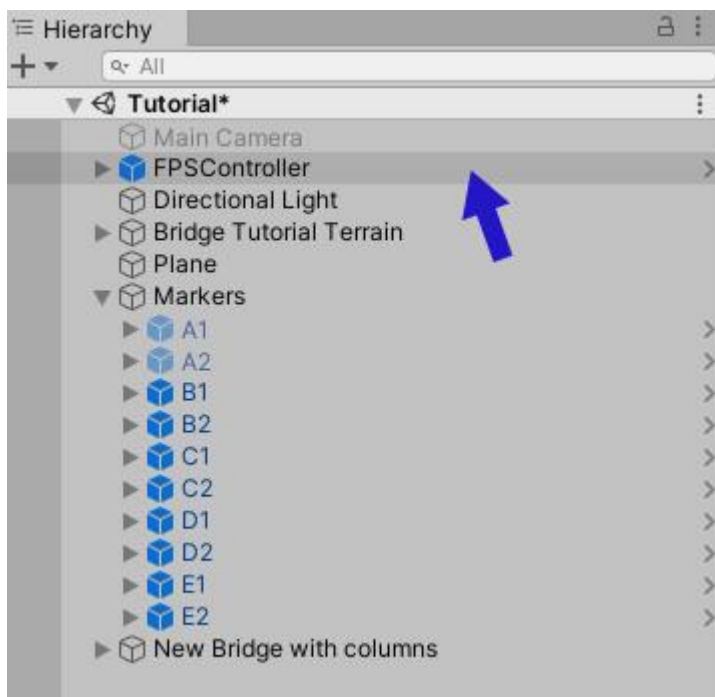 Hierarchy
All
Tutorial*
Main Camera
FPSController
Directional Light
Bridge Tutorial Terrain
Plane
Markers
A1
A2
B1
B2
C1
C2
D1
D2
E1
E2
New Bridge with columns